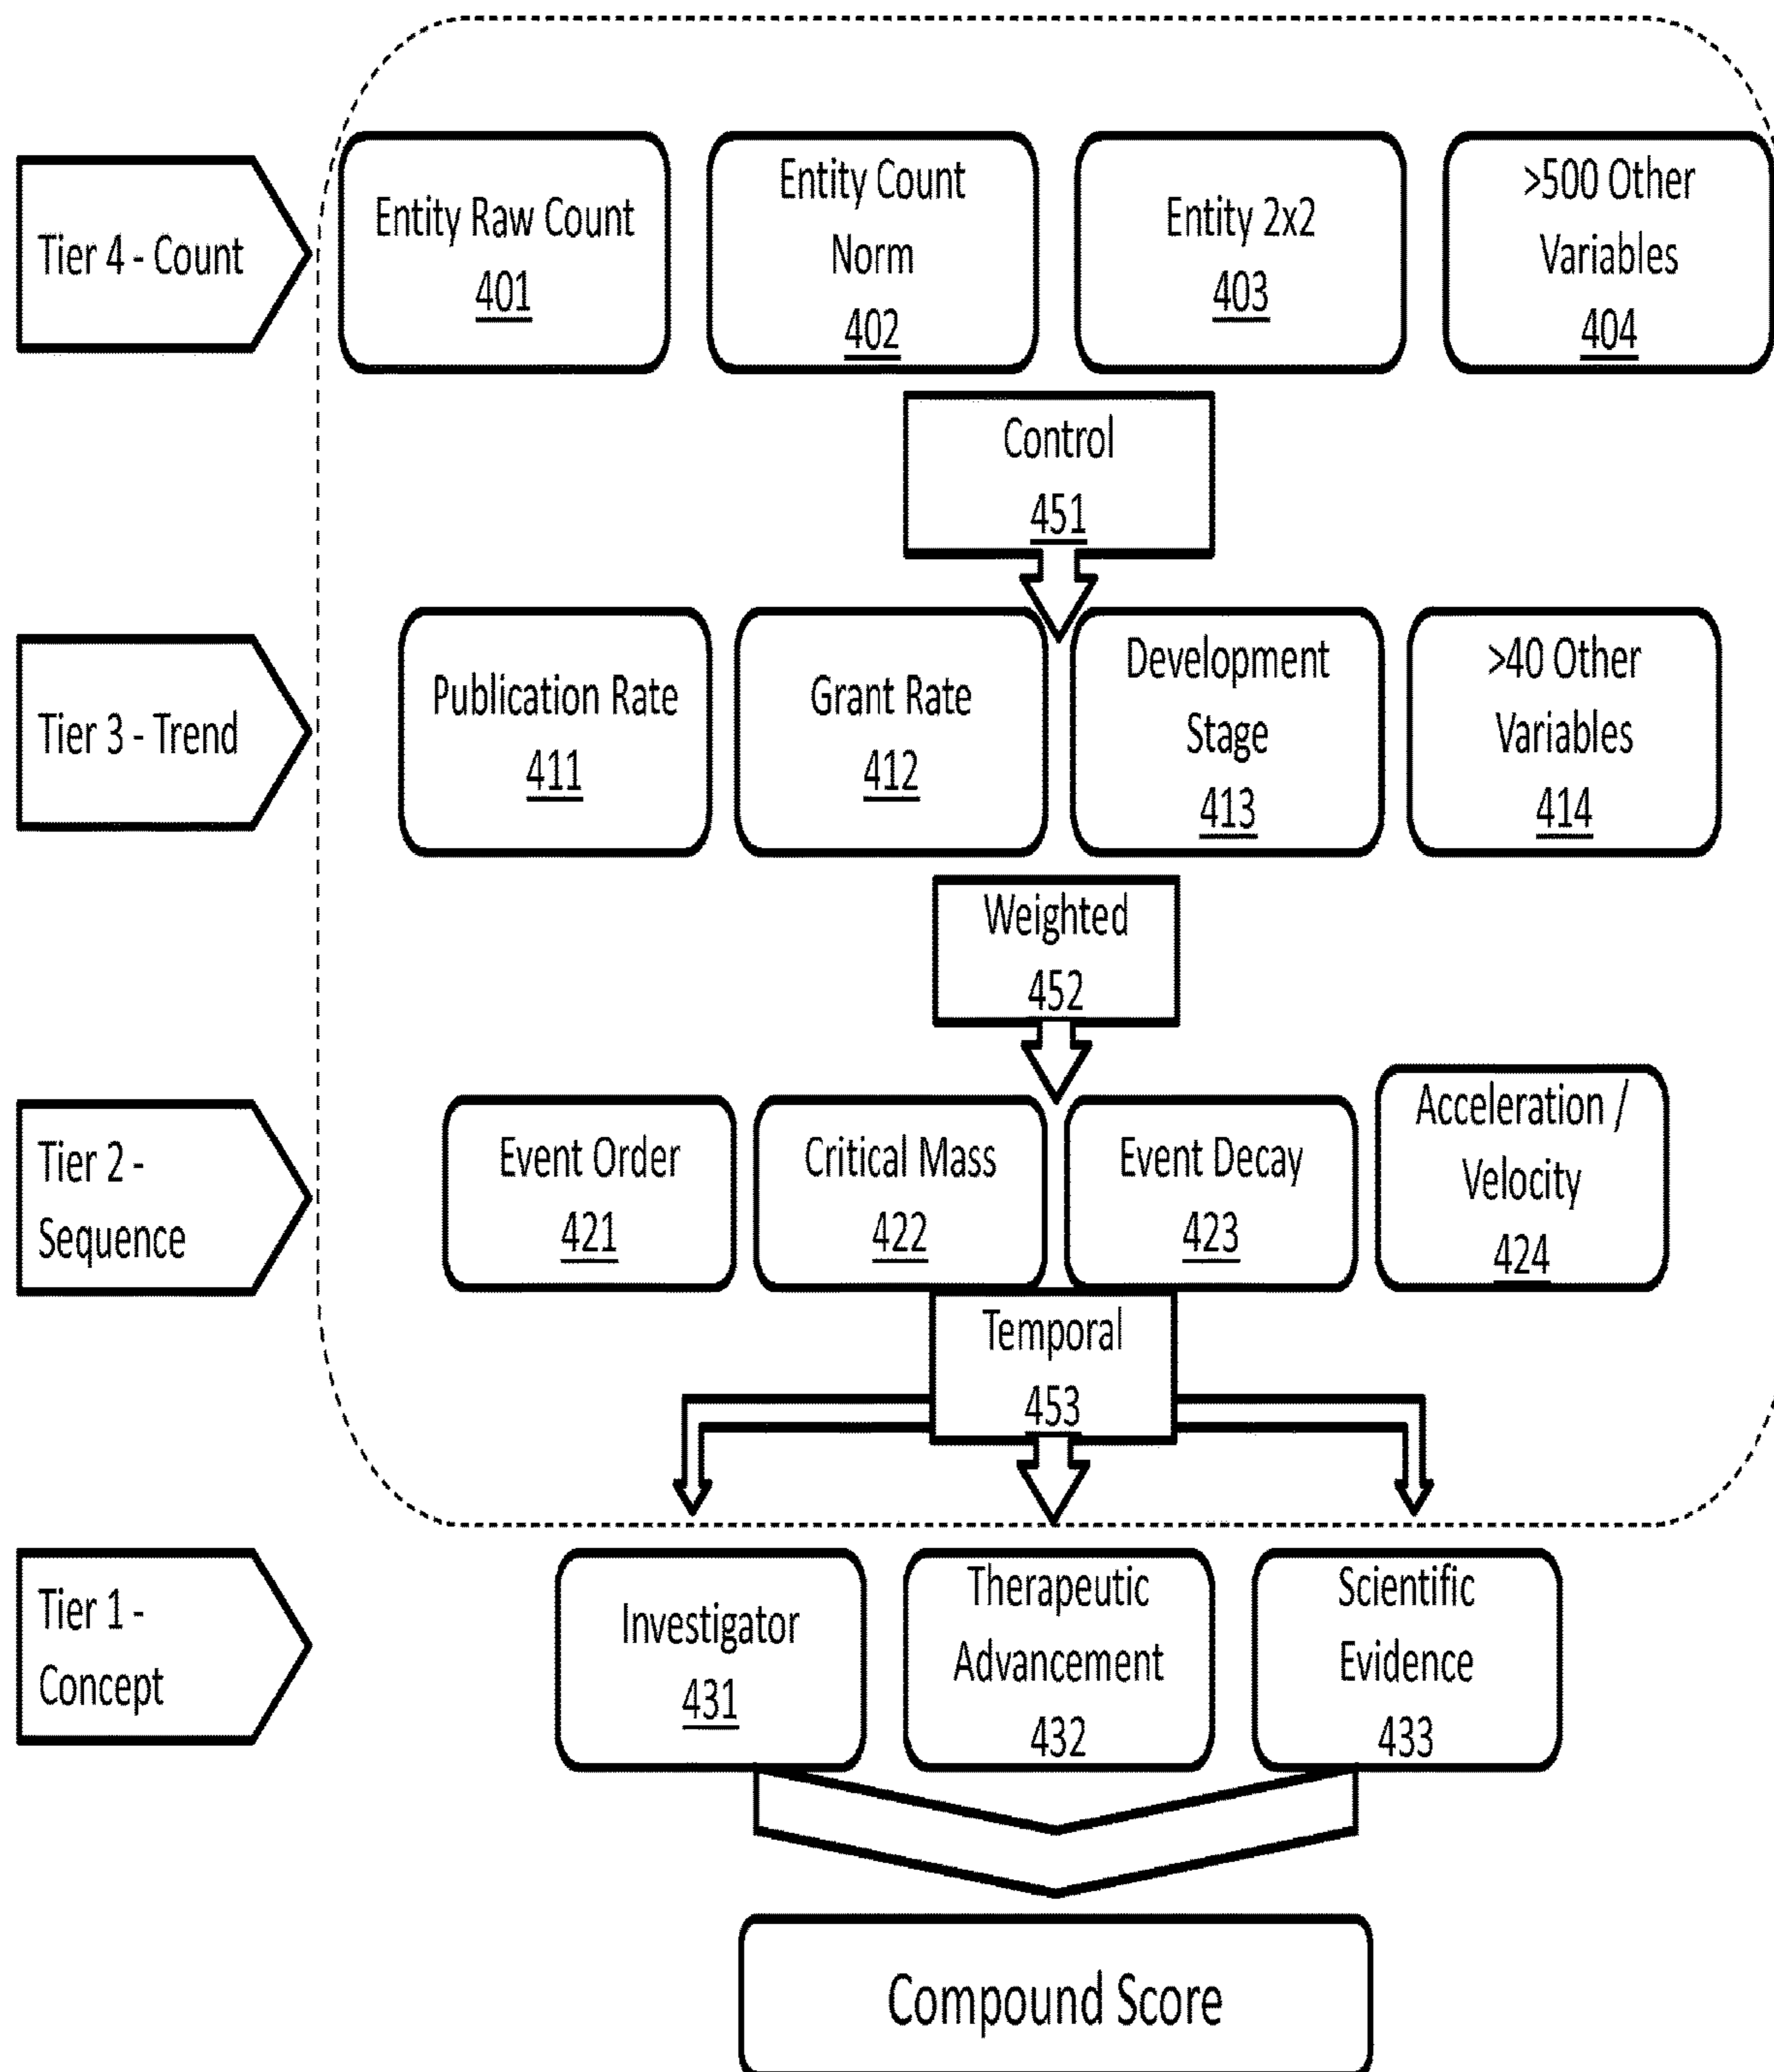 Tier 4 - Count
Entity Raw Count
401
Entity Count
Norm
402
Entity 2x2
403
>500 Other
Variables
404
Control
451
Tier 3 - Trend
Publication Rate
411
Grant Rate
412
Development
Stage
413
>40 Other
Variables
414
Weighted
452
Tier 2 -
Sequence
Event Order
421
Critical Mass
422
Event Decay
423
Acceleration /
Velocity
424
Temporal
453
Tier 1 -
Concept
Investigator
431
Therapeutic
Advancement
432
Scientific
Evidence
433
Compound Score